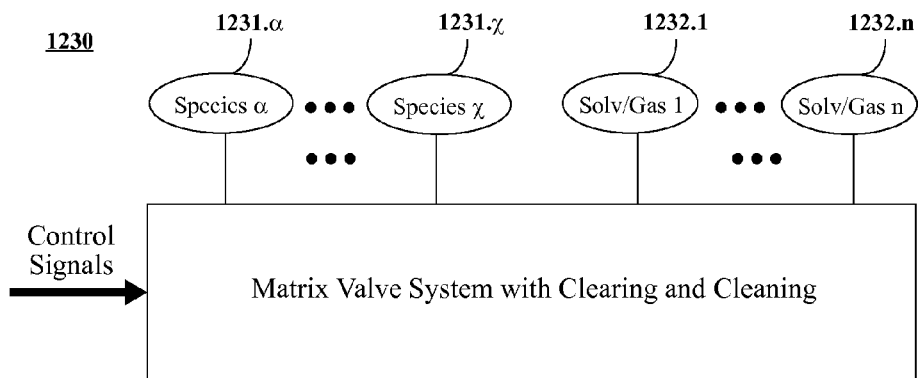 1230
1231.α
1231.χ
1232.1
1232.n
Species α
Species χ
Solv/Gas 1
Solv/Gas n
Control
Signals
Matrix Valve System with Clearing and Cleaning